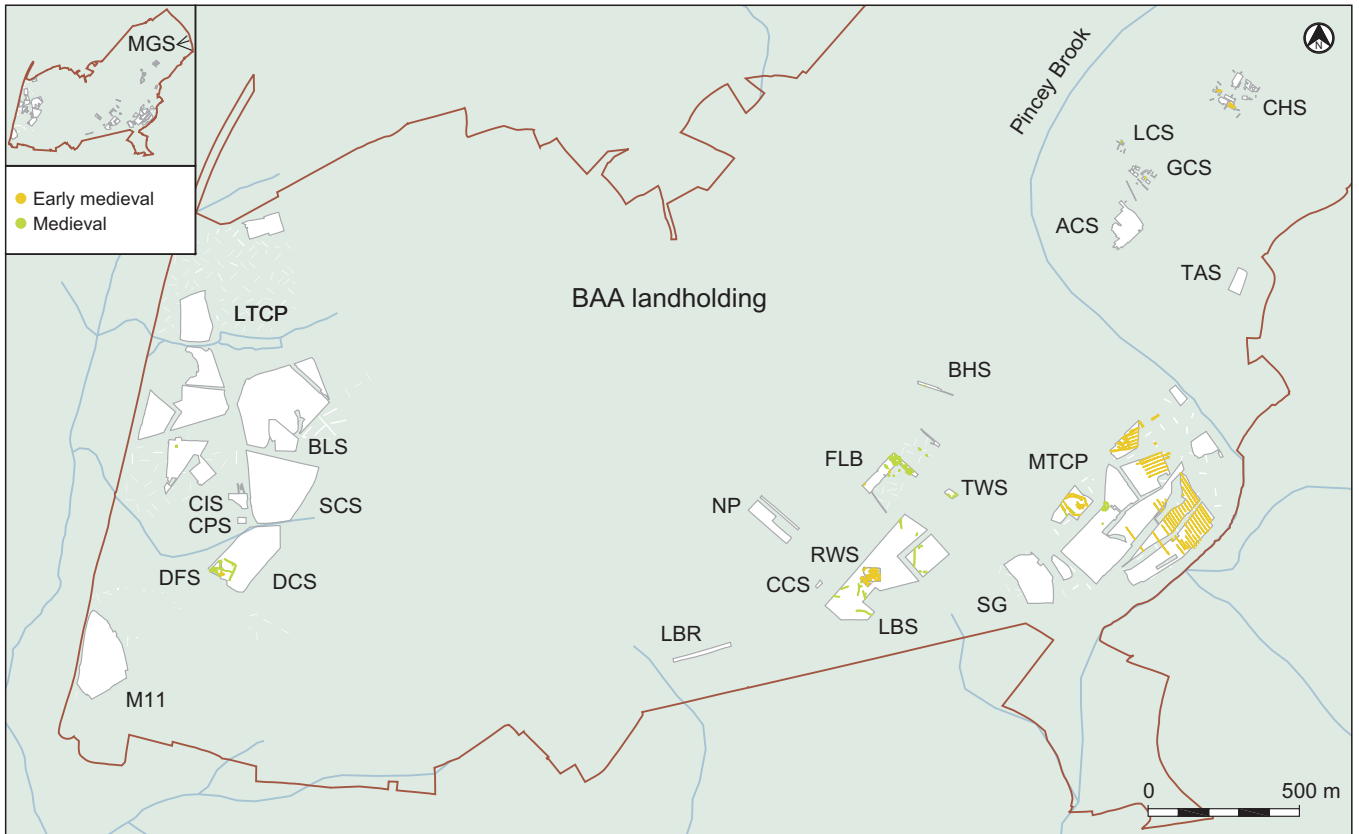 MGS
N
Early medieval
Medieval
Pincey Brook
CHS
LCS
GCS
ACS
TAS
LTCP
BAA landholding
BHS
BLS
FLB
MTCP
TWS
CIS
SCS
NP
CPS
RWS
DFS
DCS
CCS
SG
LBS
LBR
M11
0 500 m